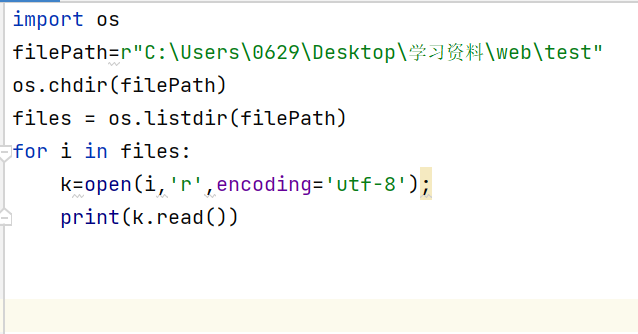 import os
filePath=r"C:\Users\0629\Desktop\学习资料\web\test"
os.chdir(filePath)
files = os.listdir(filePath)
for i in files:
    k=open(i,'r',encoding='utf-8');
    print(k.read())